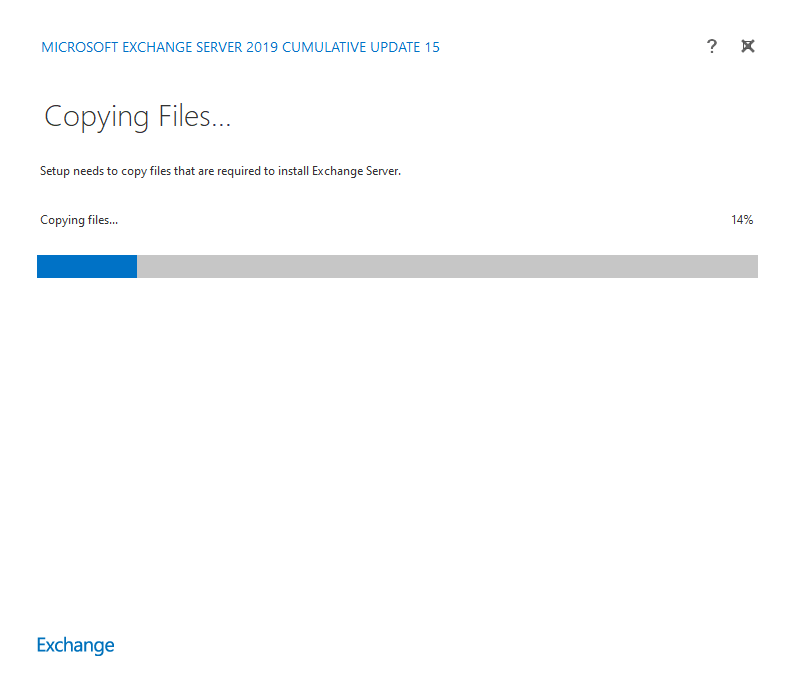 MICROSOFT EXCHANGE SERVER 2019 CUMULATIVE UPDATE 15
?
Copying Files...
Setup needs to copy files that are required to install Exchange Server.
Copying files... 14%
Exchange